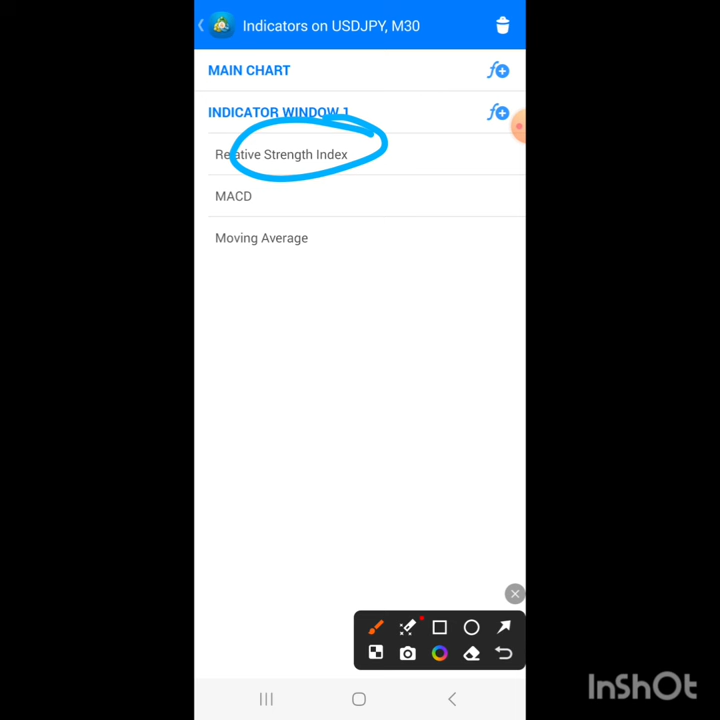 Indicators on USDJPY, M30
MAIN CHART
INDICATOR WINDOW 1
Relative Strength Index
MACD
Moving Average
InShOt